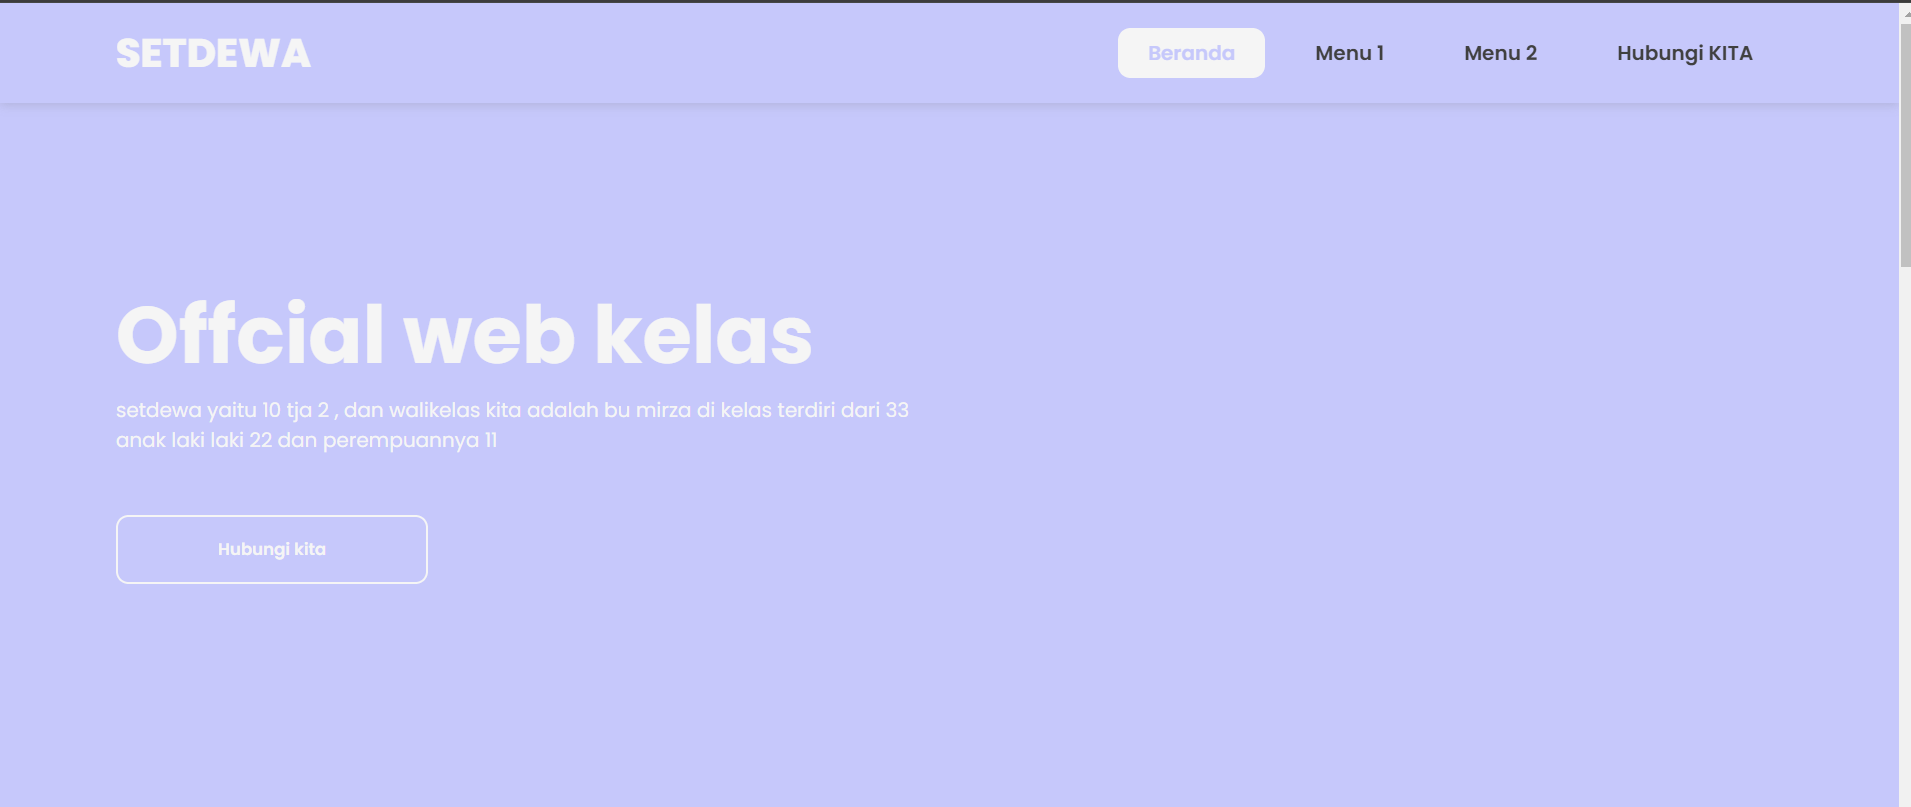 SETDEWA
Beranda
Menu 1
Menu 2
Hubungi KITA
Offcial web kelas
setdewa yaitu 10 tja 2 , dan walikelas kita adalah bu mirza di kelas terdiri dari 33
anak laki laki 22 dan perempuannya 11
Hubungi kita